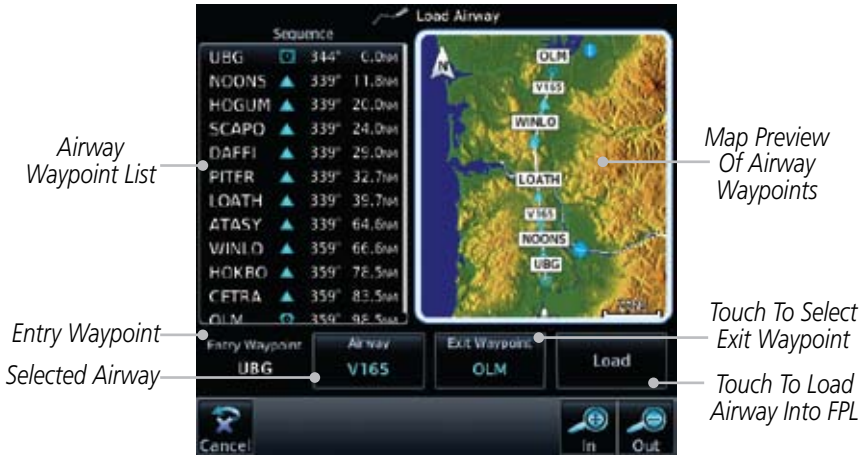 Load Airway
Sequence
UBG 344° 0.0NM
NOONS 339° 11.8NM
HOGUM 339° 20.0NM
SCAPO 339° 24.0NM
DAFFI 339° 29.0NM
PITER 339° 32.7NM
LOATH 339° 39.7NM
ATASY 339° 64.6NM
WINLO 359° 66.6NM
HOKBO 359° 78.5NM
CETRA 359° 83.5NM
OLM 359° 98.5NM
N
OLM
V165
WINLO
LOATH
V165
NOONS
UBG
Airway
Waypoint List
Map Preview
Of Airway
Waypoints
Entry Waypoint
Selected Airway
Touch To Select
Exit Waypoint
Touch To Load
Airway Into FPL
Entry Waypoint
UBG
Airway
V165
Exit Waypoint
OLM
Load
Cancel
In
Out